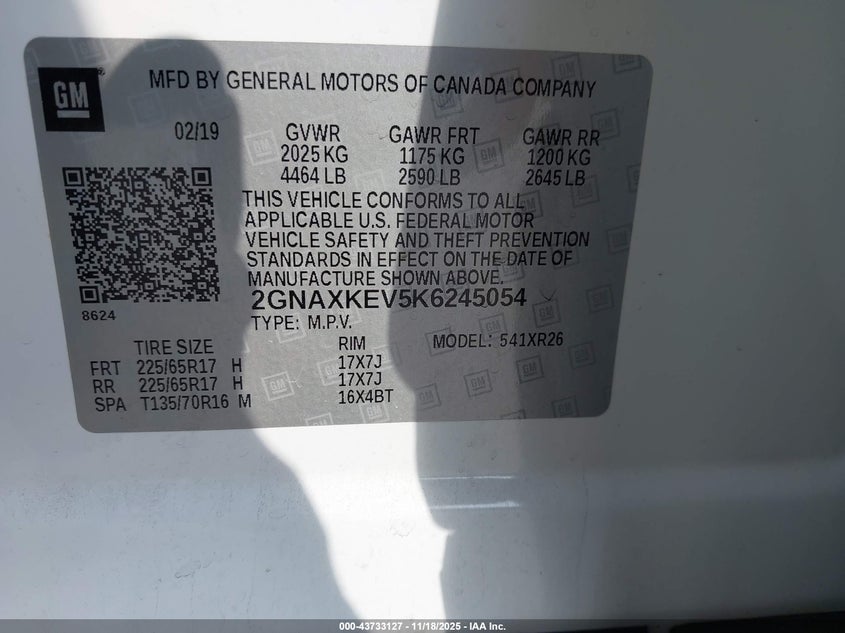 GM
MFD BY GENERAL MOTORS OF CANADA COMPANY
02/19 GVWR GAWR FRT GAWR RR
2025 KG 1175 KG 1200 KG
4464 LB 2590 LB 2645 LB
THIS VEHICLE CONFORMS TO ALL
APPLICABLE U.S. FEDERAL MOTOR
VEHICLE SAFETY AND THEFT PREVENTION
STANDARDS IN EFFECT ON THE DATE OF
MANUFACTURE SHOWN ABOVE.
2GNAXKEV5K6245054
8624
TYPE: M.P.V.
TIRE SIZE RIM MODEL: 541XR26
FRT 225/65R17 H 17X7J
RR 225/65R17 H 17X7J
SPA T135/70R16 M 16X4BT
000-43733127 - 11/18/2025 - IAA Inc.